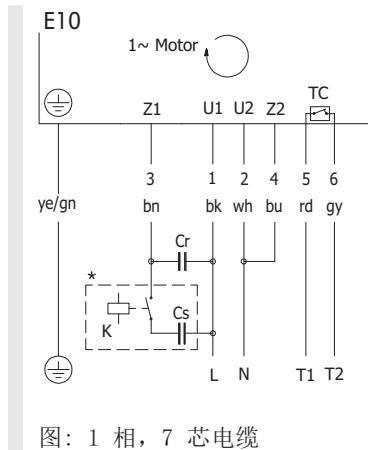 E10
1~ Motor
TC
Z1 U1 U2 Z2
3 1 2 4 5 6
ye/gn bn bk wh bu rd gy
Cr
*
K
Cs
L N T1 T2
图: 1 相, 7 芯电缆